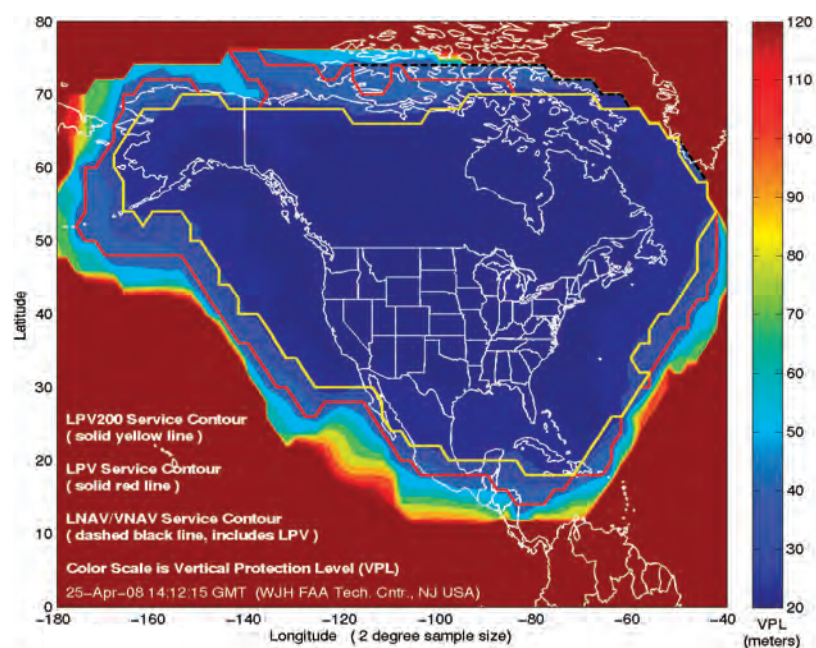 80
70
60
50
40
30
20
10
0
Latitude
LPV200 Service Contour
( solid yellow line )
LPV Service Contour
( solid red line )
LNAV/VNAV Service Contour
( dashed black line, includes LPV )
Color Scale is Vertical Protection Level (VPL)
25-Apr-08 14:12:15 GMT (WJH FAA Tech. Cntr., NJ USA)
-180 -160 -140 -120 -100 -80 -60 -40
Longitude ( 2 degree sample size)
120
110
100
90
80
70
60
50
40
30
20
VPL
(meters)